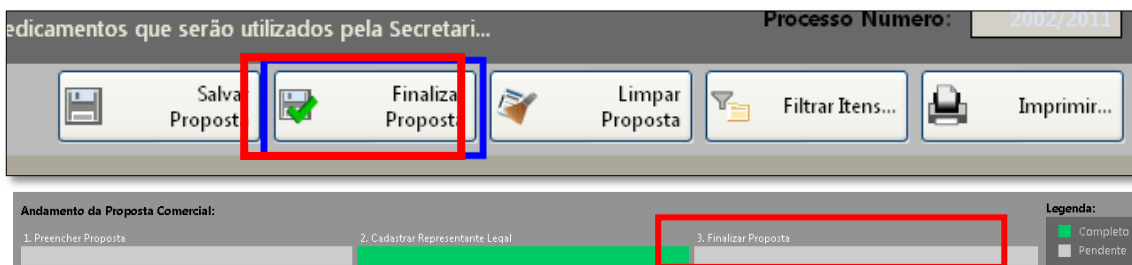 edicamentos que serão utilizados pela Secretari...
Processo Número: 2002/2011
Salva
Propost
Finaliza
Proposta
Limpar
Proposta
Filtrar Itens...
Imprimir...
Andamento da Proposta Comercial:
Legenda:
1. Preencher Proposta
2. Cadastrar Representante Legal
3. Finalizar Proposta
Completo
Pendente